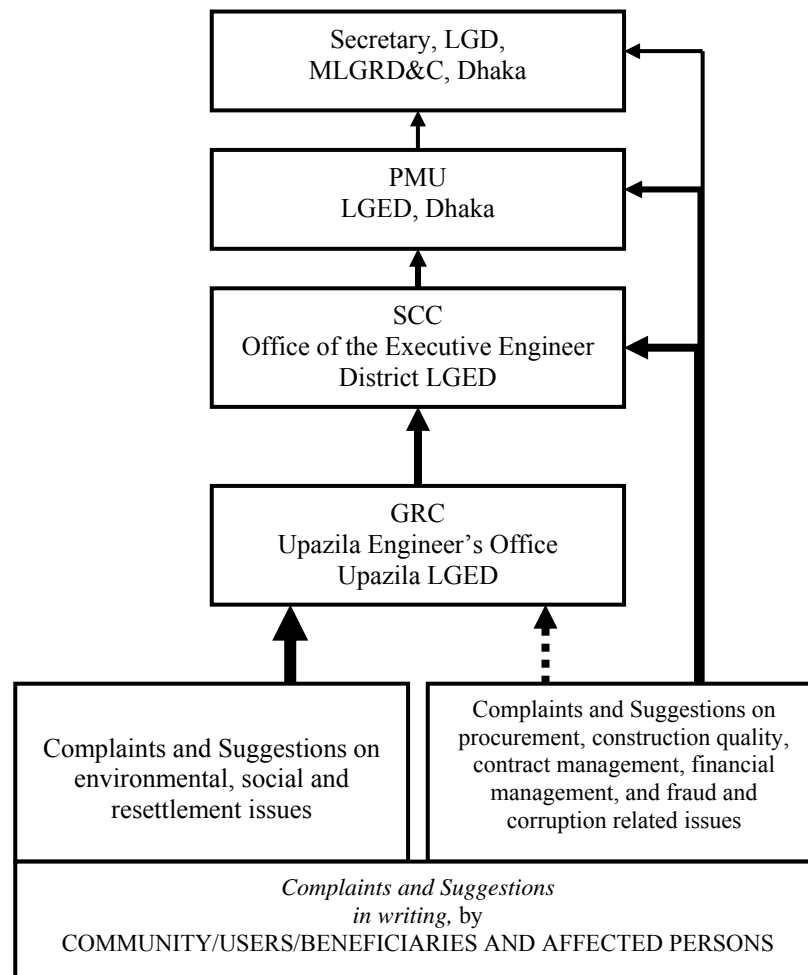 Secretary, LGD,
MLGRD&C, Dhaka
PMU
LGED, Dhaka
SCC
Office of the Executive Engineer
District LGED
GRC
Upazila Engineer’s Office
Upazila LGED
Complaints and Suggestions on
environmental, social and
resettlement issues
Complaints and Suggestions on
procurement, construction quality,
contract management, financial
management, and fraud and
corruption related issues
Complaints and Suggestions
in writing, by
COMMUNITY/USERS/BENEFICIARIES AND AFFECTED PERSONS